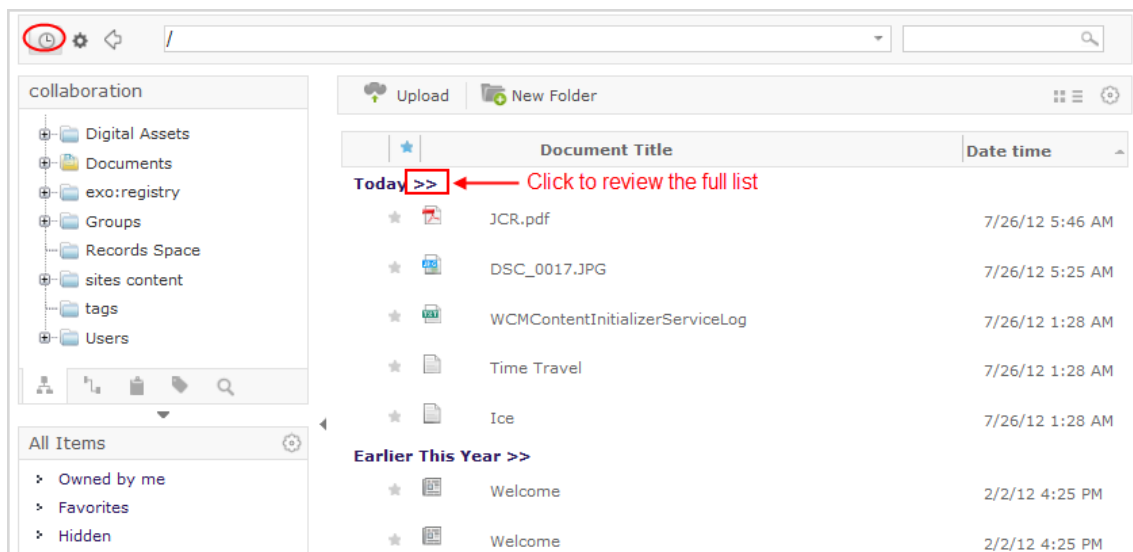 /
collaboration
Digital Assets
Documents
exo:registry
Groups
Records Space
sites content
tags
Users
All Items
Owned by me
Favorites
Hidden
Upload New Folder
Document Title Date time
Today >> Click to review the full list
JCR.pdf 7/26/12 5:46 AM
DSC_0017.JPG 7/26/12 5:25 AM
WCMContentInitializerServiceLog 7/26/12 1:28 AM
Time Travel 7/26/12 1:28 AM
Ice 7/26/12 1:28 AM
Earlier This Year >>
Welcome 2/2/12 4:25 PM
Welcome 2/2/12 4:25 PM